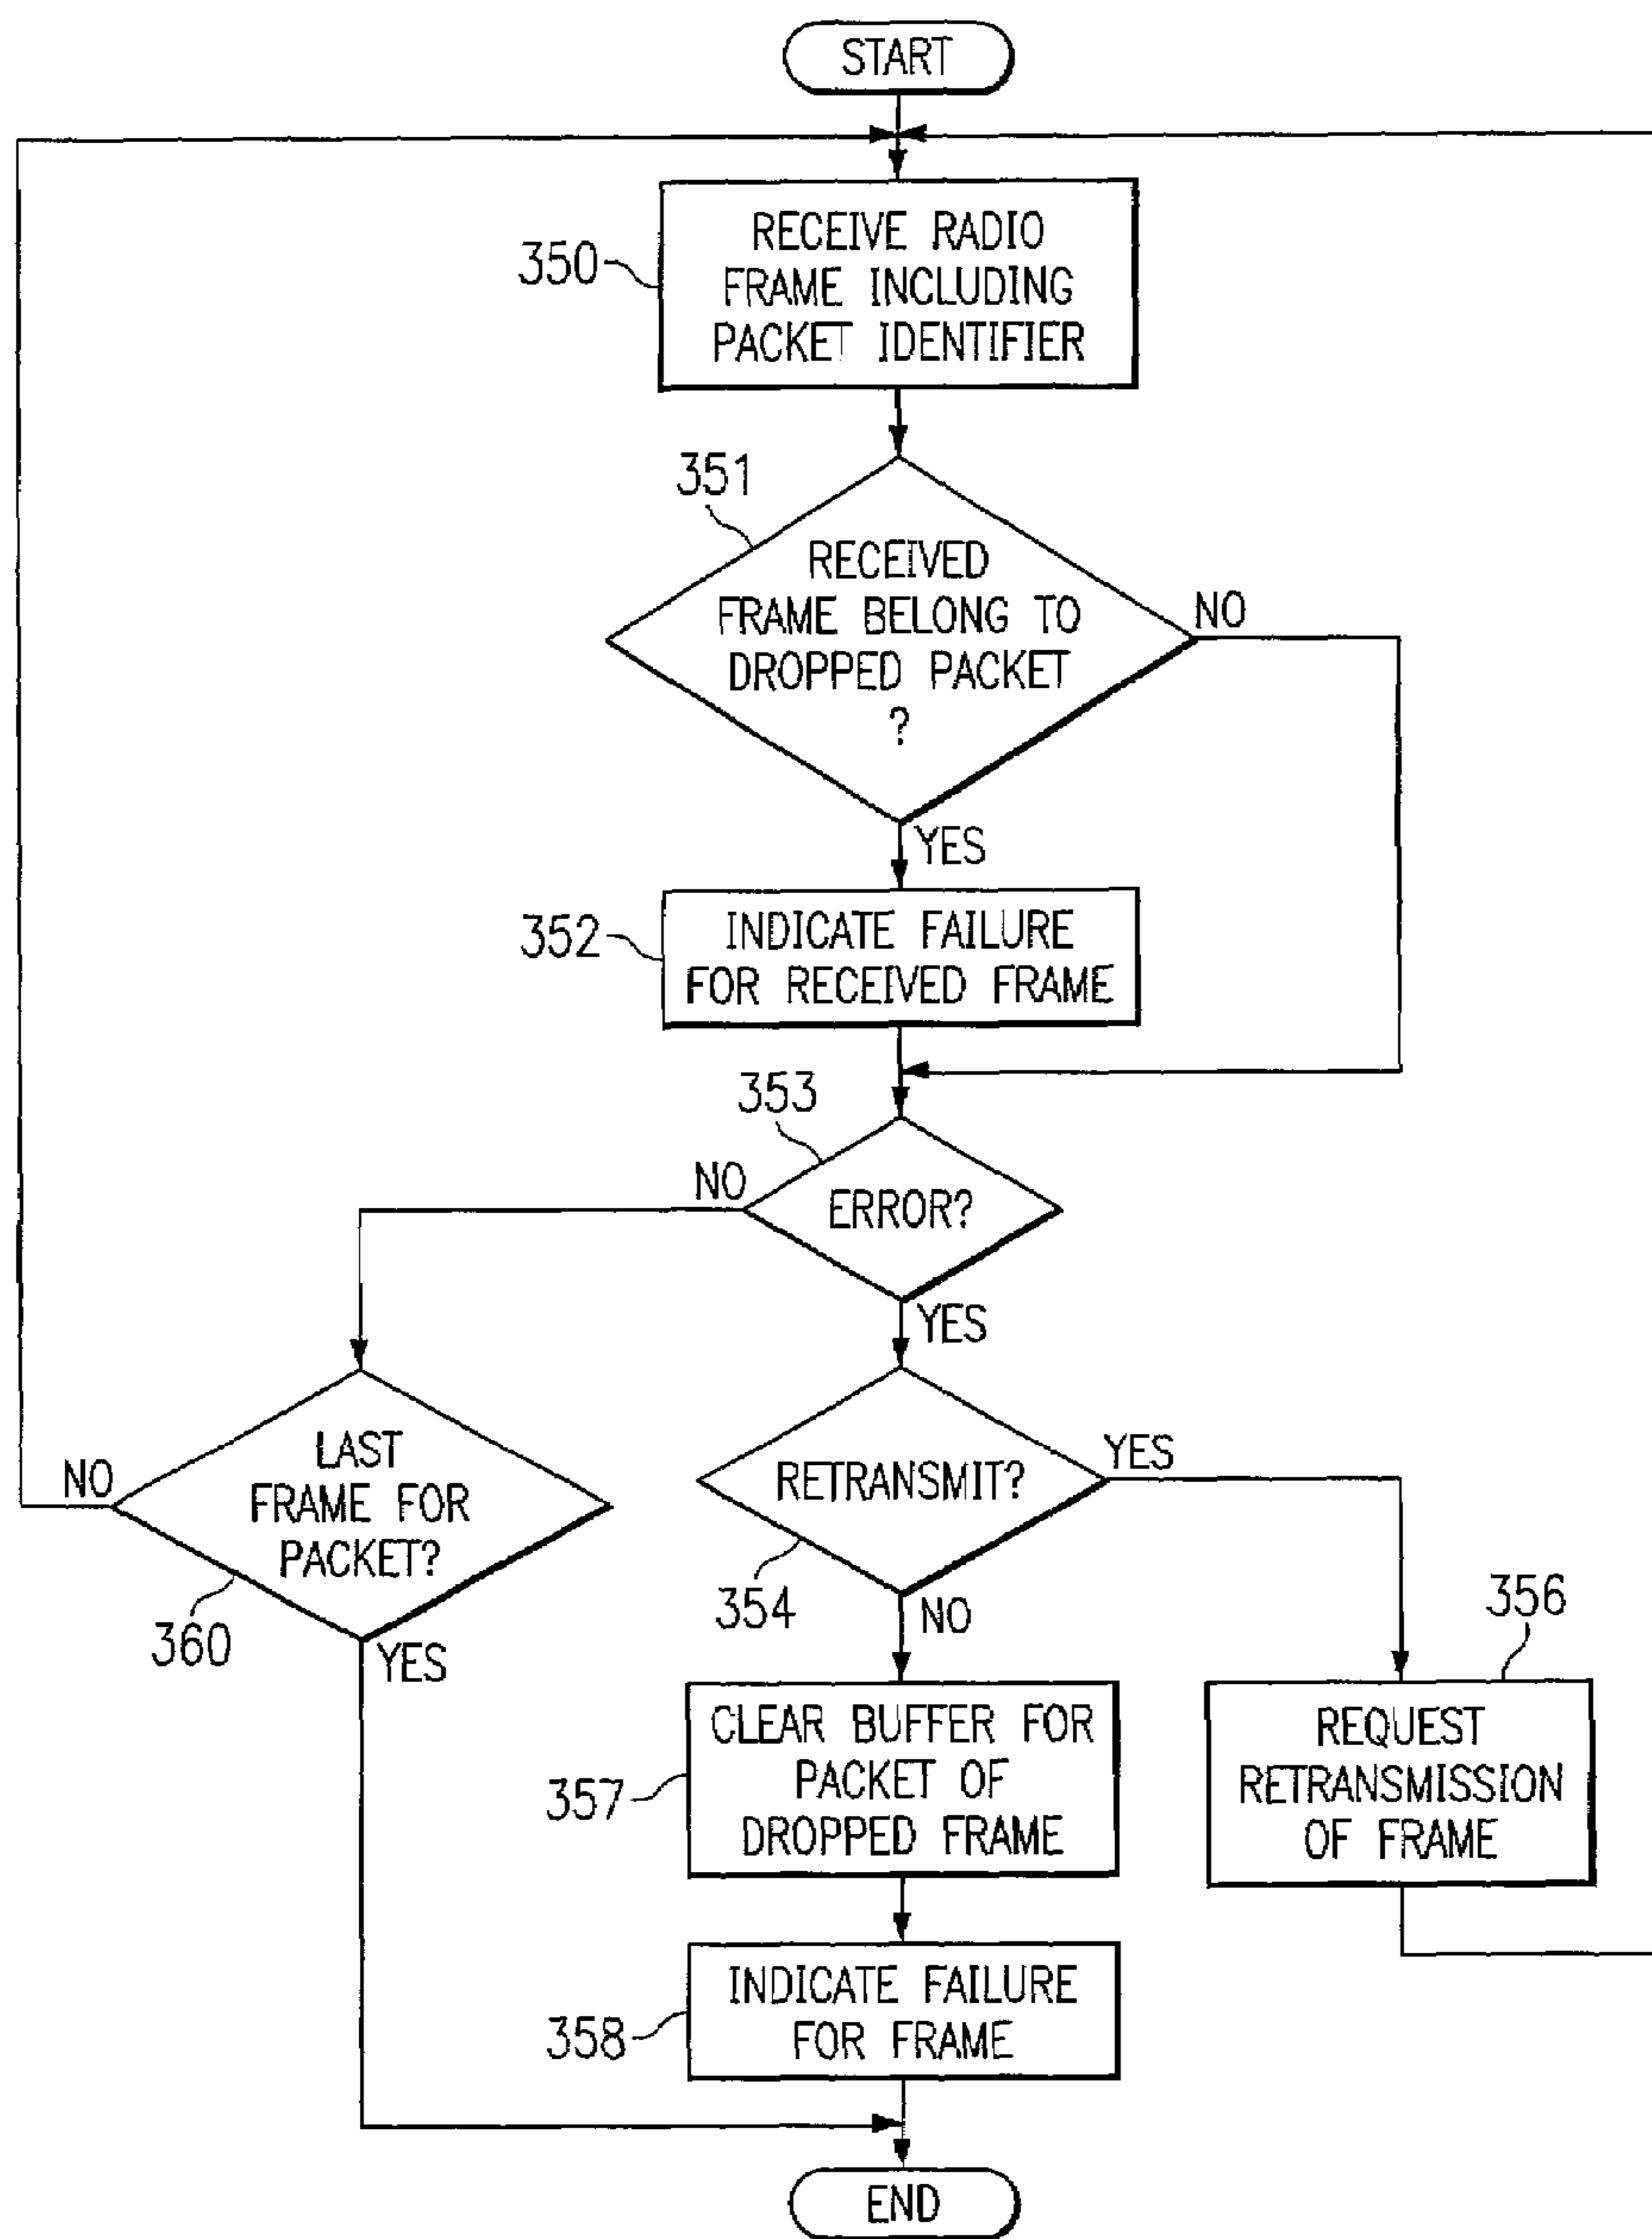 START
350
RECEIVE RADIO
FRAME INCLUDING
PACKET IDENTIFIER
351
RECEIVED
FRAME BELONG TO
DROPPED PACKET
?
NO
YES
352
INDICATE FAILURE
FOR RECEIVED FRAME
353
NO
ERROR?
YES
NO
LAST
FRAME FOR
PACKET?
360
YES
RETRANSMIT?
YES
354
NO
356
REQUEST
RETRANSMISSION
OF FRAME
357
CLEAR BUFFER FOR
PACKET OF
DROPPED FRAME
358
INDICATE FAILURE
FOR FRAME
END